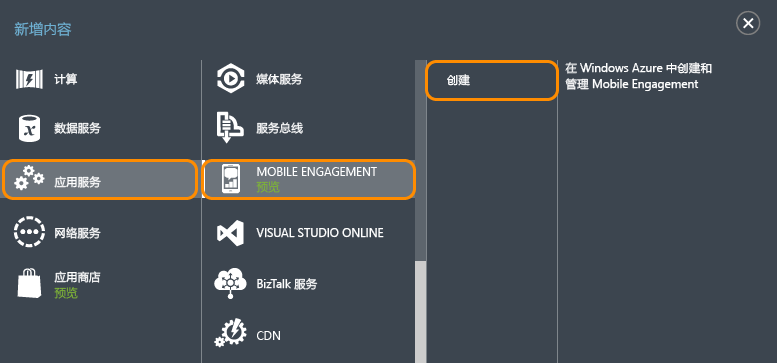 新增内容
计算
数据服务
应用服务
网络服务
应用商店
预览
媒体服务
服务总线
MOBILE ENGAGEMENT
预览
VISUAL STUDIO ONLINE
BizTalk 服务
CDN
创建
在 Windows Azure 中创建和
管理 Mobile Engagement